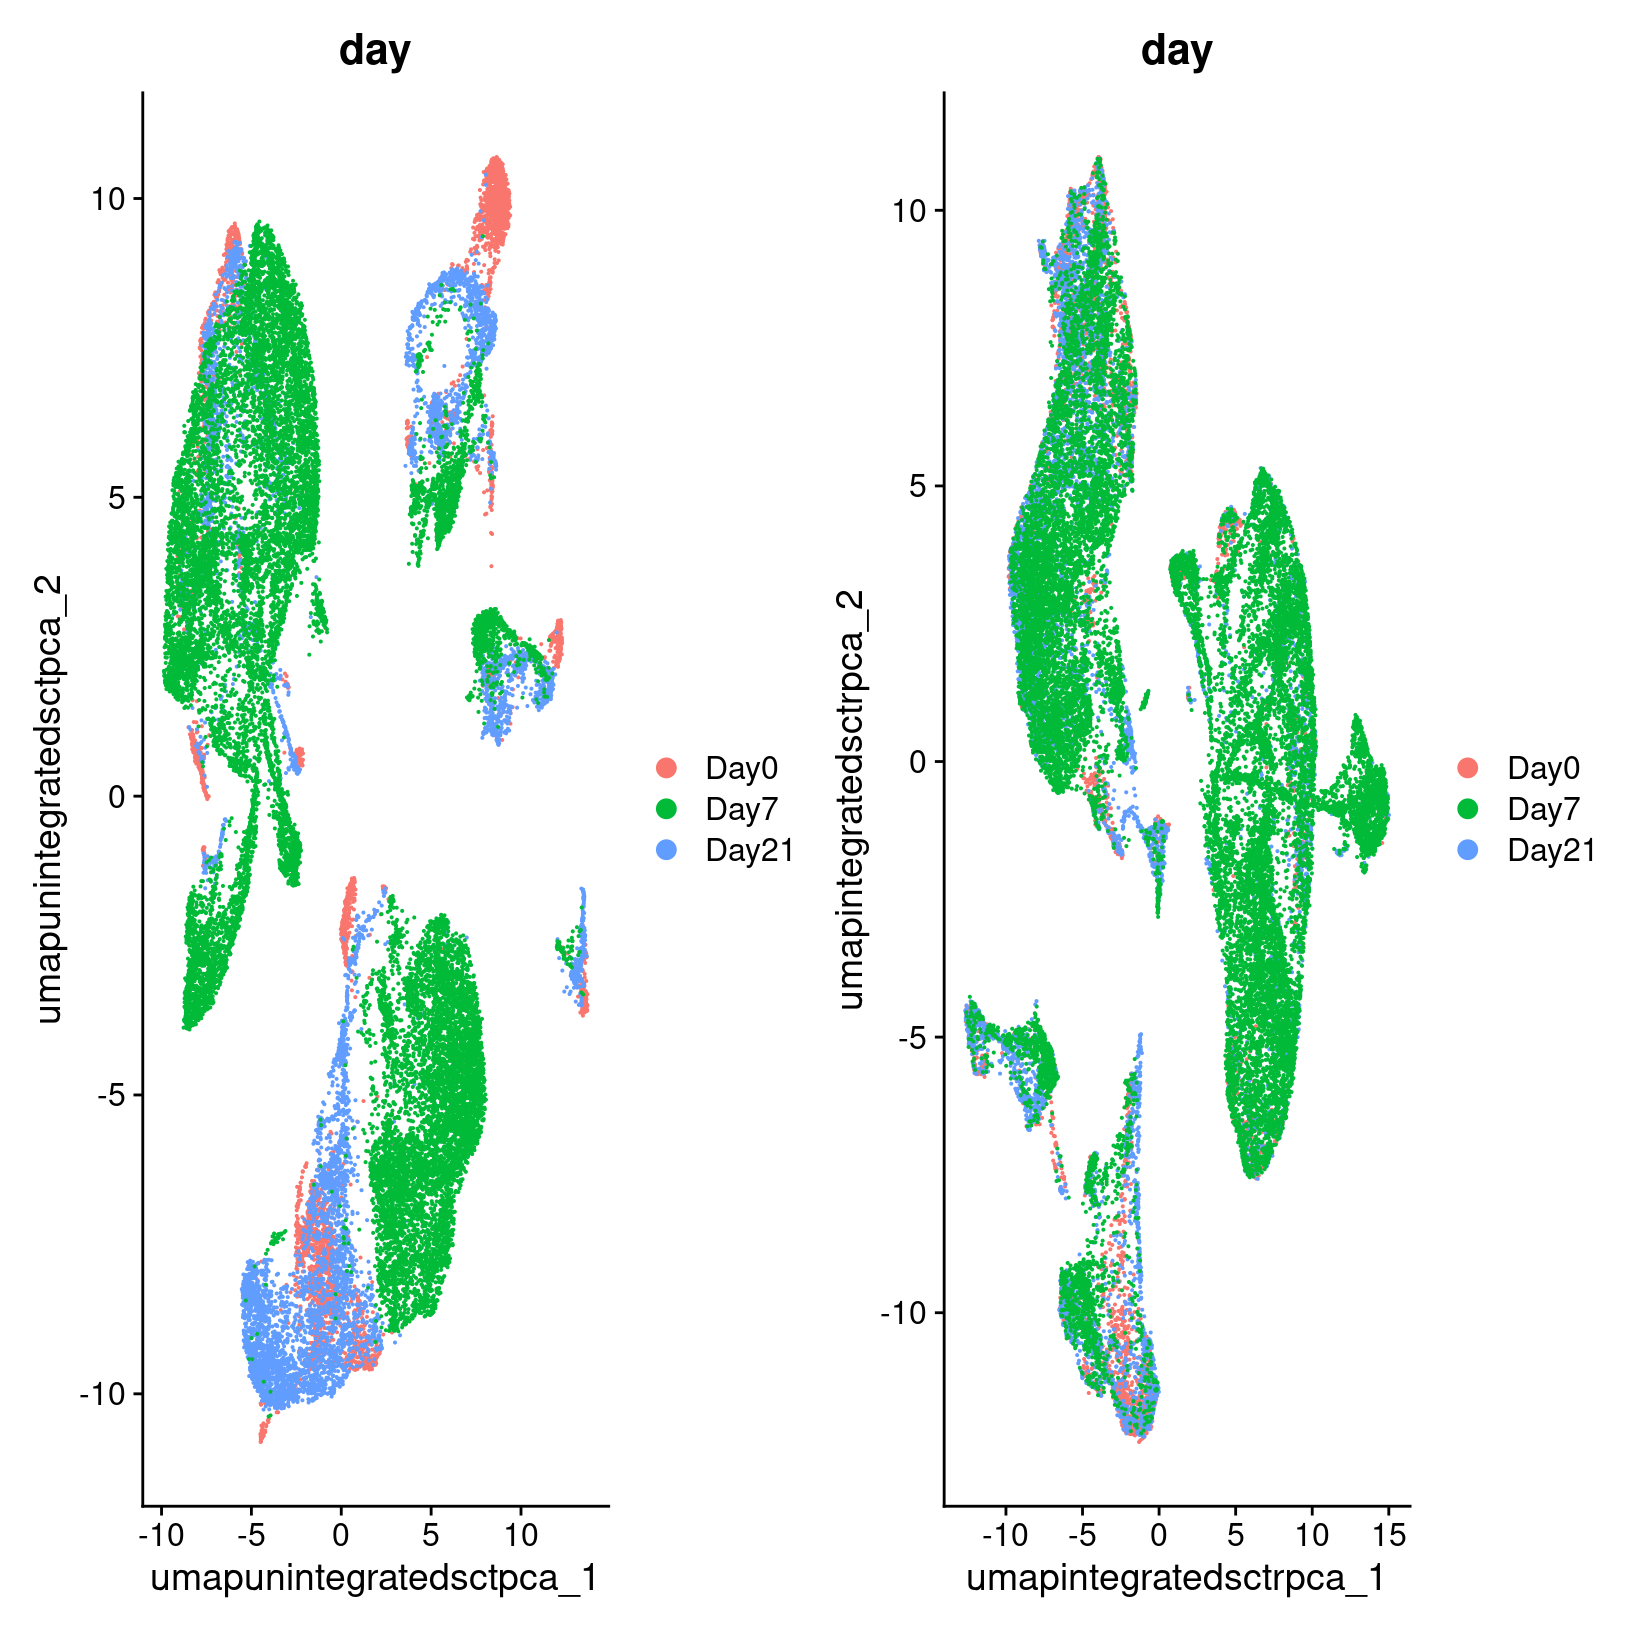 day
umapunintegratedsctpca_2
10
5
0
-5
-10
-10 -5 0 5 10
umapunintegratedsctpca_1
Day0
Day7
Day21
day
umapintegratedsctrpca_2
10
5
0
-5
-10
-10 -5 0 5 10 15
umapintegratedsctrpca_1
Day0
Day7
Day21